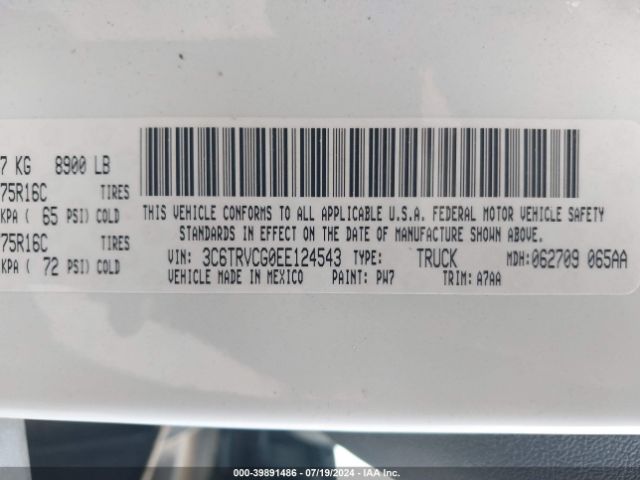 7 KG 8900 LB
75R16C TIRES
KPA ( 65 PSI) COLD
75R16C TIRES
KPA ( 72 PSI) COLD
THIS VEHICLE CONFORMS TO ALL APPLICABLE U.S.A. FEDERAL MOTOR VEHICLE SAFETY
STANDARDS IN EFFECT ON THE DATE OF MANUFACTURE SHOWN ABOVE.
VIN: 3C6TRVCG0EE124543 TYPE: TRUCK MDH:062709 065AA
VEHICLE MADE IN MEXICO PAINT: PW7 TRIM: A7AA
000-39891486 - 07/19/2024 - IAA Inc.